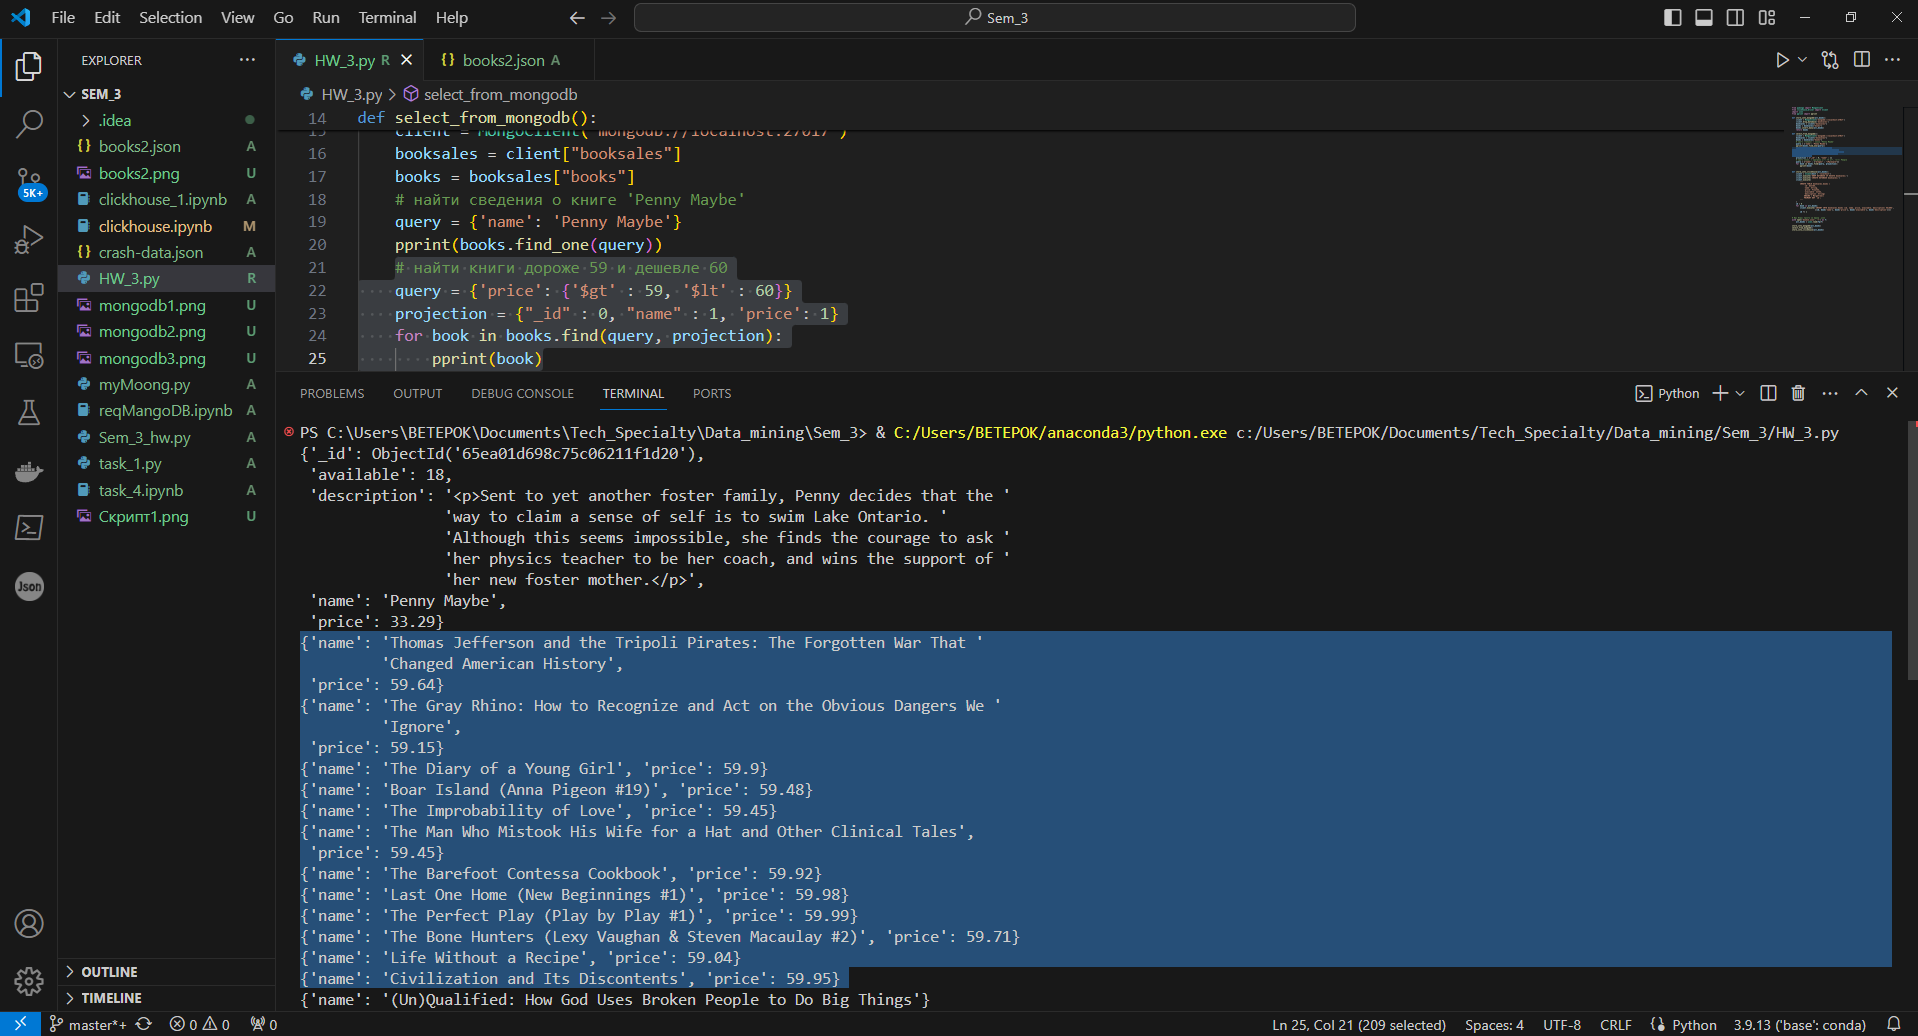 File Edit Selection View Go Run Terminal Help
Sem_3
EXPLORER
SEM_3
.idea
books2.json A
books2.png U
clickhouse_1.ipynb A
clickhouse.ipynb M
crash-data.json A
HW_3.py R
mongodb1.png U
mongodb2.png U
mongodb3.png U
myMoong.py A
reqMangoDB.ipynb A
Sem_3_hw.py A
task_1.py A
task_4.ipynb A
Скрипт1.png U
OUTLINE
TIMELINE
5K+
Json
HW_3.py R
books2.json A
HW_3.py > select_from_mongodb
14 def select_from_mongodb():
15 client = MongoClient('mongodb://localhost:27017')
16 booksales = client["booksales"]
17 books = booksales["books"]
18 # найти сведения о книге 'Penny Maybe'
19 query = {'name': 'Penny Maybe'}
20 pprint(books.find_one(query))
21 # найти книги дороже 59 и дешевле 60
22 query = {'price': {'$gt' : 59, '$lt' : 60}}
23 projection = {"_id" : 0, "name" : 1, 'price': 1}
24 for book in books.find(query, projection):
25 pprint(book)
PROBLEMS OUTPUT DEBUG CONSOLE TERMINAL PORTS
Python
PS C:\Users\BETEPOK\Documents\Tech_Specialty\Data_mining\Sem_3> & C:/Users/BETEPOK/anaconda3/python.exe c:/Users/BETEPOK/Documents/Tech_Specialty/Data_mining/Sem_3/HW_3.py
{'_id': ObjectId('65ea01d698c75c06211f1d20'),
'available': 18,
'description': '<p>Sent to yet another foster family, Penny decides that the '
'way to claim a sense of self is to swim Lake Ontario. '
'Although this seems impossible, she finds the courage to ask '
'her physics teacher to be her coach, and wins the support of '
'her new foster mother.</p>',
'name': 'Penny Maybe',
'price': 33.29}
{'name': 'Thomas Jefferson and the Tripoli Pirates: The Forgotten War That '
'Changed American History',
'price': 59.64}
{'name': 'The Gray Rhino: How to Recognize and Act on the Obvious Dangers We '
'Ignore',
'price': 59.15}
{'name': 'The Diary of a Young Girl', 'price': 59.9}
{'name': 'Boar Island (Anna Pigeon #19)', 'price': 59.48}
{'name': 'The Improbability of Love', 'price': 59.45}
{'name': 'The Man Who Mistook His Wife for a Hat and Other Clinical Tales',
'price': 59.45}
{'name': 'The Barefoot Contessa Cookbook', 'price': 59.92}
{'name': 'Last One Home (New Beginnings #1)', 'price': 59.98}
{'name': 'The Perfect Play (Play by Play #1)', 'price': 59.99}
{'name': 'The Bone Hunters (Lexy Vaughan & Steven Macaulay #2)', 'price': 59.71}
{'name': 'Life Without a Recipe', 'price': 59.04}
{'name': 'Civilization and Its Discontents', 'price': 59.95}
{'name': '(Un)Qualified: How God Uses Broken People to Do Big Things'}
master*+ 0 0 0 Ln 25, Col 21 (209 selected) Spaces: 4 UTF-8 CRLF Python 3.9.13 ('base': conda)